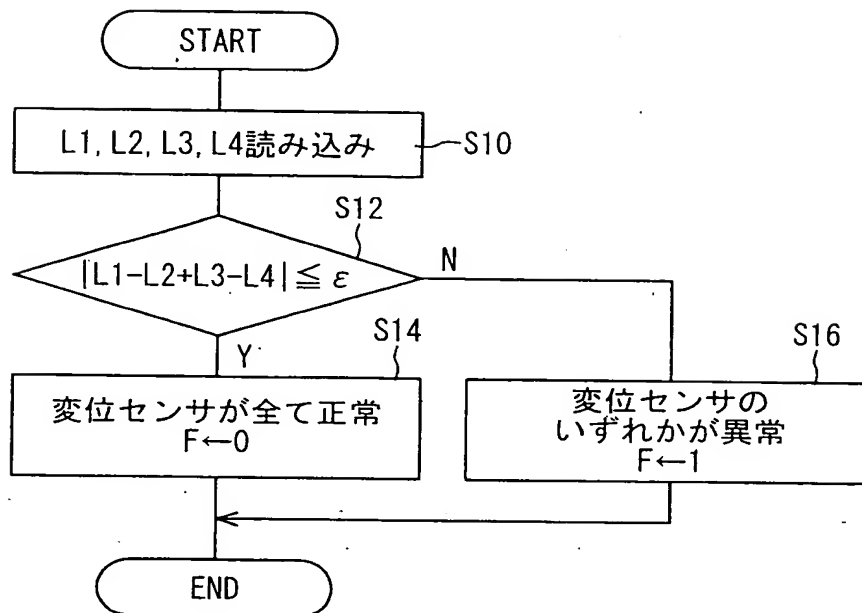 START
L1, L2, L3, L4読み込み
S10
S12
|L1-L2+L3-L4|≦ε
N
Y
S14
変位センサが全て正常
F←0
S16
変位センサの
いずれかが異常
F←1
END